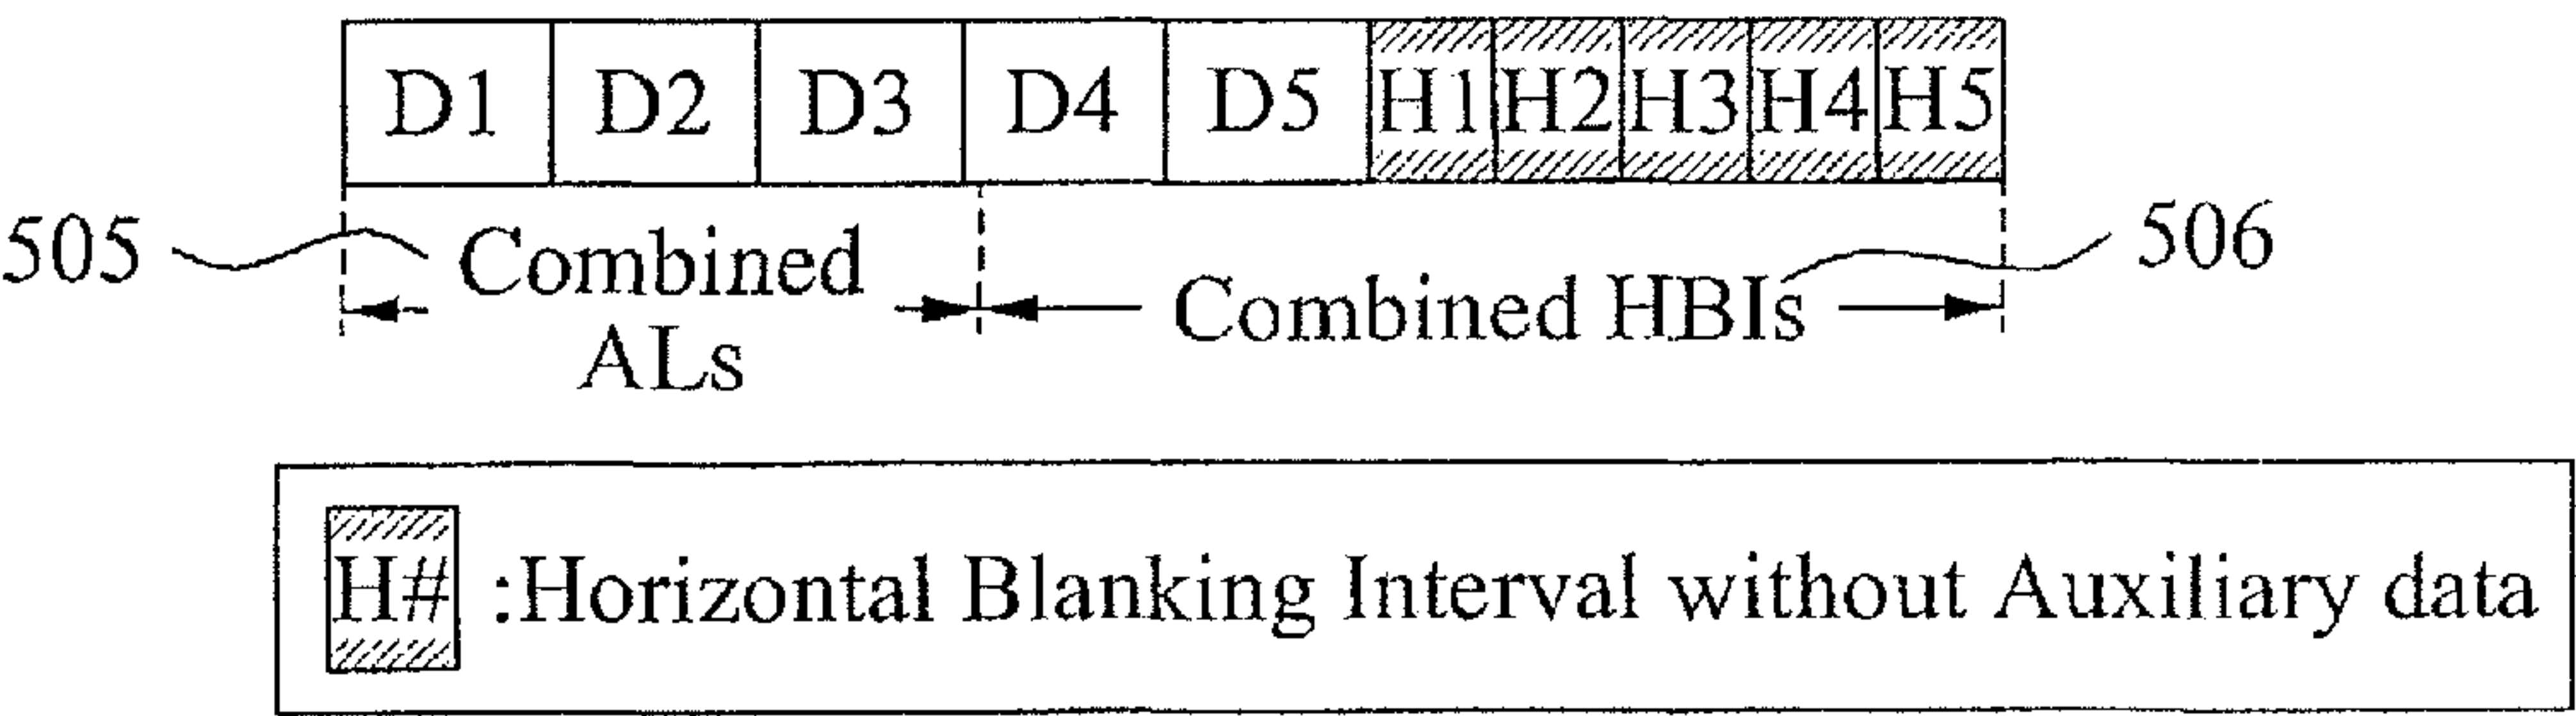 D1 D2 D3 D4 D5 H1 H2 H3 H4 H5
505 Combined ALs
Combined HBIs 506
H# :Horizontal Blanking Interval without Auxiliary data